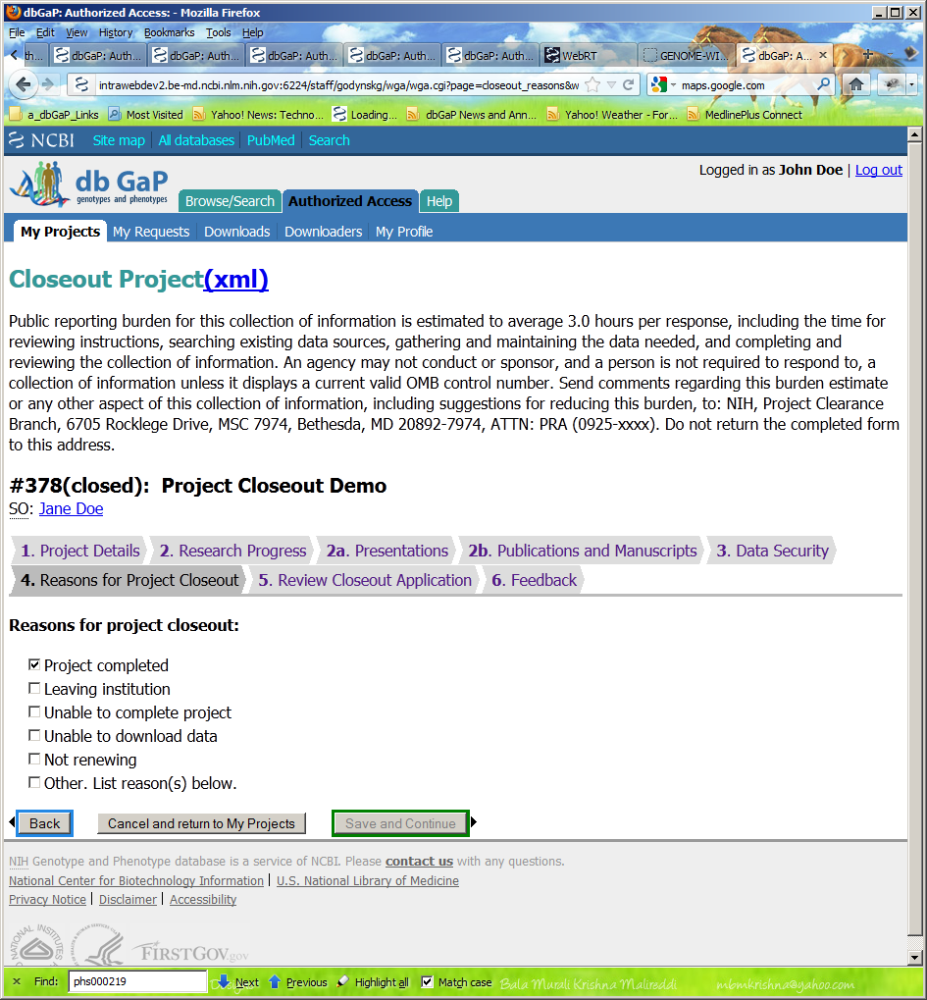 dbGaP: Authorized Access: - Mozilla Firefox
File Edit View History Bookmarks Tools Help
th... dbGaP: Auth... dbGaP: Auth... dbGaP: Auth... dbGaP: Auth... dbGaP: Auth... WebRT GENOME-WI... dbGaP: A...
intrawebdev2.be-md.ncbi.nlm.nih.gov:6224/staff/godynskg/wga/wga.cgi?page=closeout_reasons&w maps.google.com
a_dbGaP_Links Most Visited Yahoo! News: Techno... Loading... dbGaP News and Ann... Yahoo! Weather - For... MedlinePlus Connect
NCBI Site map All databases PubMed Search
Logged in as John Doe | Log out
db GaP
genotypes and phenotypes
Browse/Search Authorized Access Help
My Projects My Requests Downloads Downloaders My Profile
Closeout Project(xml)
Public reporting burden for this collection of information is estimated to average 3.0 hours per response, including the time for
reviewing instructions, searching existing data sources, gathering and maintaining the data needed, and completing and
reviewing the collection of information. An agency may not conduct or sponsor, and a person is not required to respond to, a
collection of information unless it displays a current valid OMB control number. Send comments regarding this burden estimate
or any other aspect of this collection of information, including suggestions for reducing this burden, to: NIH, Project Clearance
Branch, 6705 Rocklege Drive, MSC 7974, Bethesda, MD 20892-7974, ATTN: PRA (0925-xxxx). Do not return the completed form
to this address.
#378(closed): Project Closeout Demo
SO: Jane Doe
1. Project Details 2. Research Progress 2a. Presentations 2b. Publications and Manuscripts 3. Data Security
4. Reasons for Project Closeout 5. Review Closeout Application 6. Feedback
Reasons for project closeout:
Project completed
Leaving institution
Unable to complete project
Unable to download data
Not renewing
Other. List reason(s) below.
Back Cancel and return to My Projects Save and Continue
NIH Genotype and Phenotype database is a service of NCBI. Please contact us with any questions.
National Center for Biotechnology Information | U.S. National Library of Medicine
Privacy Notice | Disclaimer | Accessibility
FIRSTGOV.gov
Find: phs000219 Next Previous Highlight all Match case Bala Murali Krishna Malireddi mbmkrishna@yahoo.com